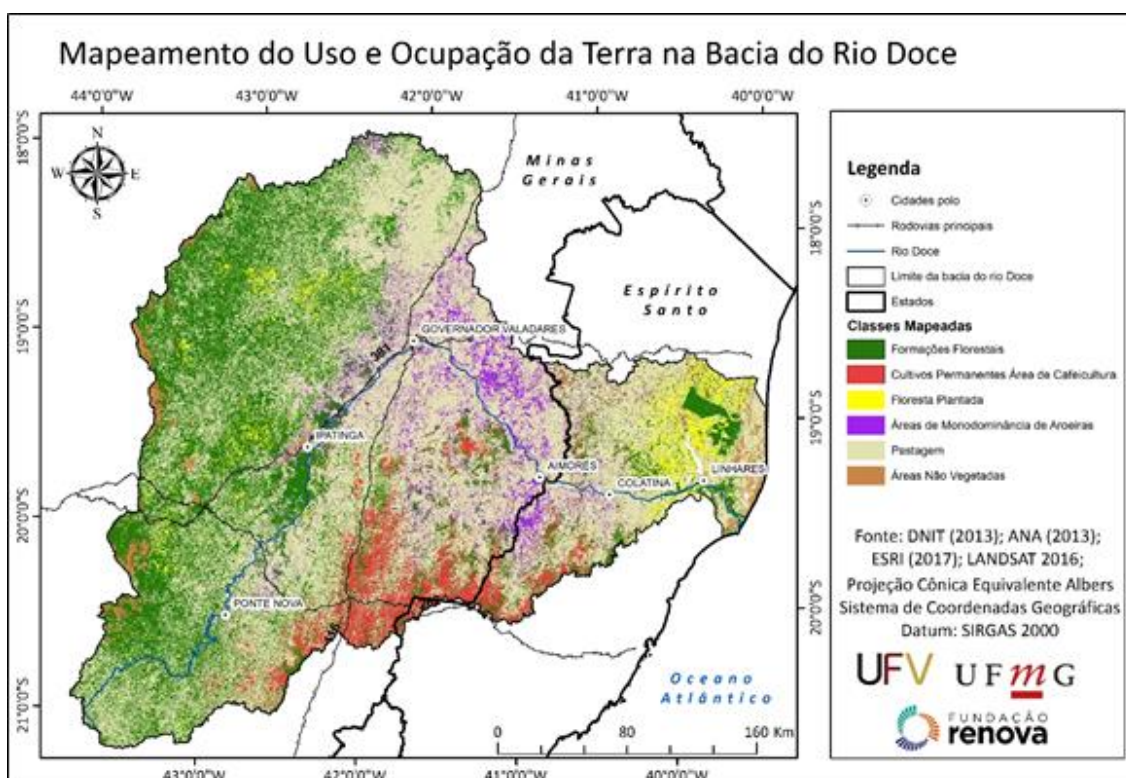 Mapeamento do Uso e Ocupação da Terra na Bacia do Rio Doce
44°0'0"W 43°0'0"W 42°0'0"W 41°0'0"W 40°0'0"W
18°0'0"S
19°0'0"S
20°0'0"S
21°0'0"S
N
W E
S
Minas
Gerais
Espírito
Santo
GOVERNADOR VALADARES
381
IPATINGA
AIMORES
COLATINA
LINHARES
PONTE NOVA
Oceano
Atlântico
0 80 160 Km
18°0'0"S
19°0'0"S
20°0'0"S
43°0'0"W 42°0'0"W 41°0'0"W 40°0'0"W
Legenda
Cidades polo
Rodovias principais
Rio Doce
Limite da bacia do rio Doce
Estados
Classes Mapeadas
Formações Florestais
Cultivos Permanentes Área de Cafeicultura
Floresta Plantada
Áreas de Monodominância de Aroeiras
Pastagem
Áreas Não Vegetadas
Fonte: DNIT (2013); ANA (2013);
ESRI (2017); LANDSAT 2016;
Projeção Cônica Equivalente Albers
Sistema de Coordenadas Geográficas
Datum: SIRGAS 2000
UFV UFmG
FUNDAÇÃO
renova